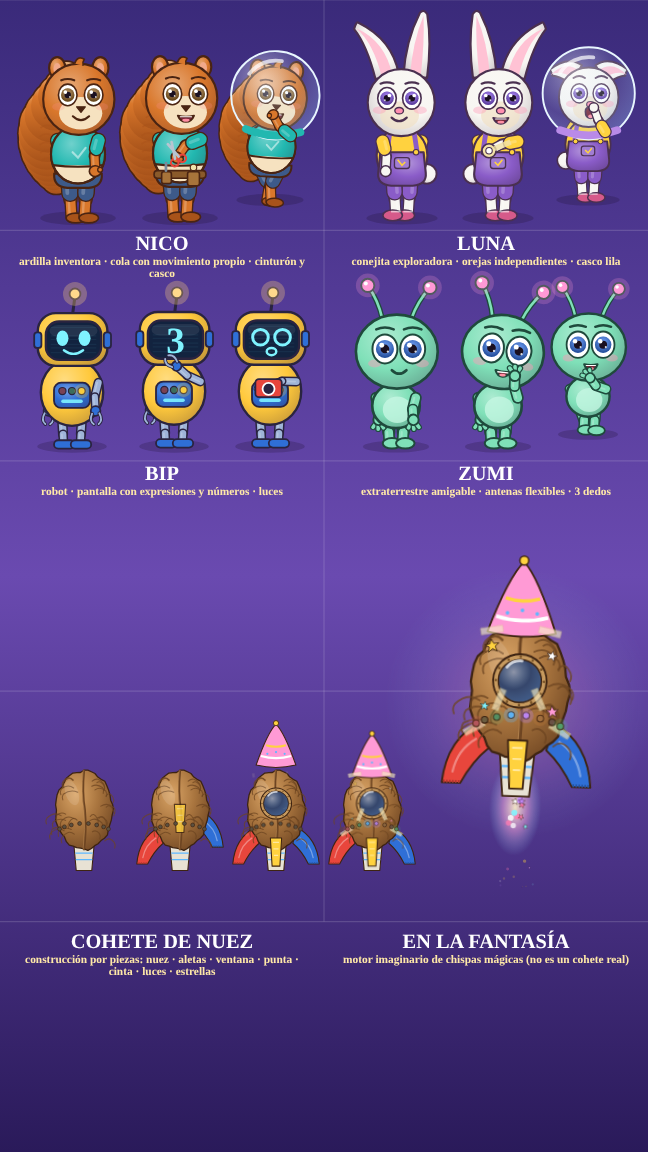 NICO
ardilla inventora · cola con movimiento propio · cinturón y
casco
LUNA
conejita exploradora · orejas independientes · casco lila
3
BIP
robot · pantalla con expresiones y números · luces
ZUMI
extraterrestre amigable · antenas flexibles · 3 dedos
COHETE DE NUEZ
construcción por piezas: nuez · aletas · ventana · punta ·
cinta · luces · estrellas
EN LA FANTASÍA
motor imaginario de chispas mágicas (no es un cohete real)